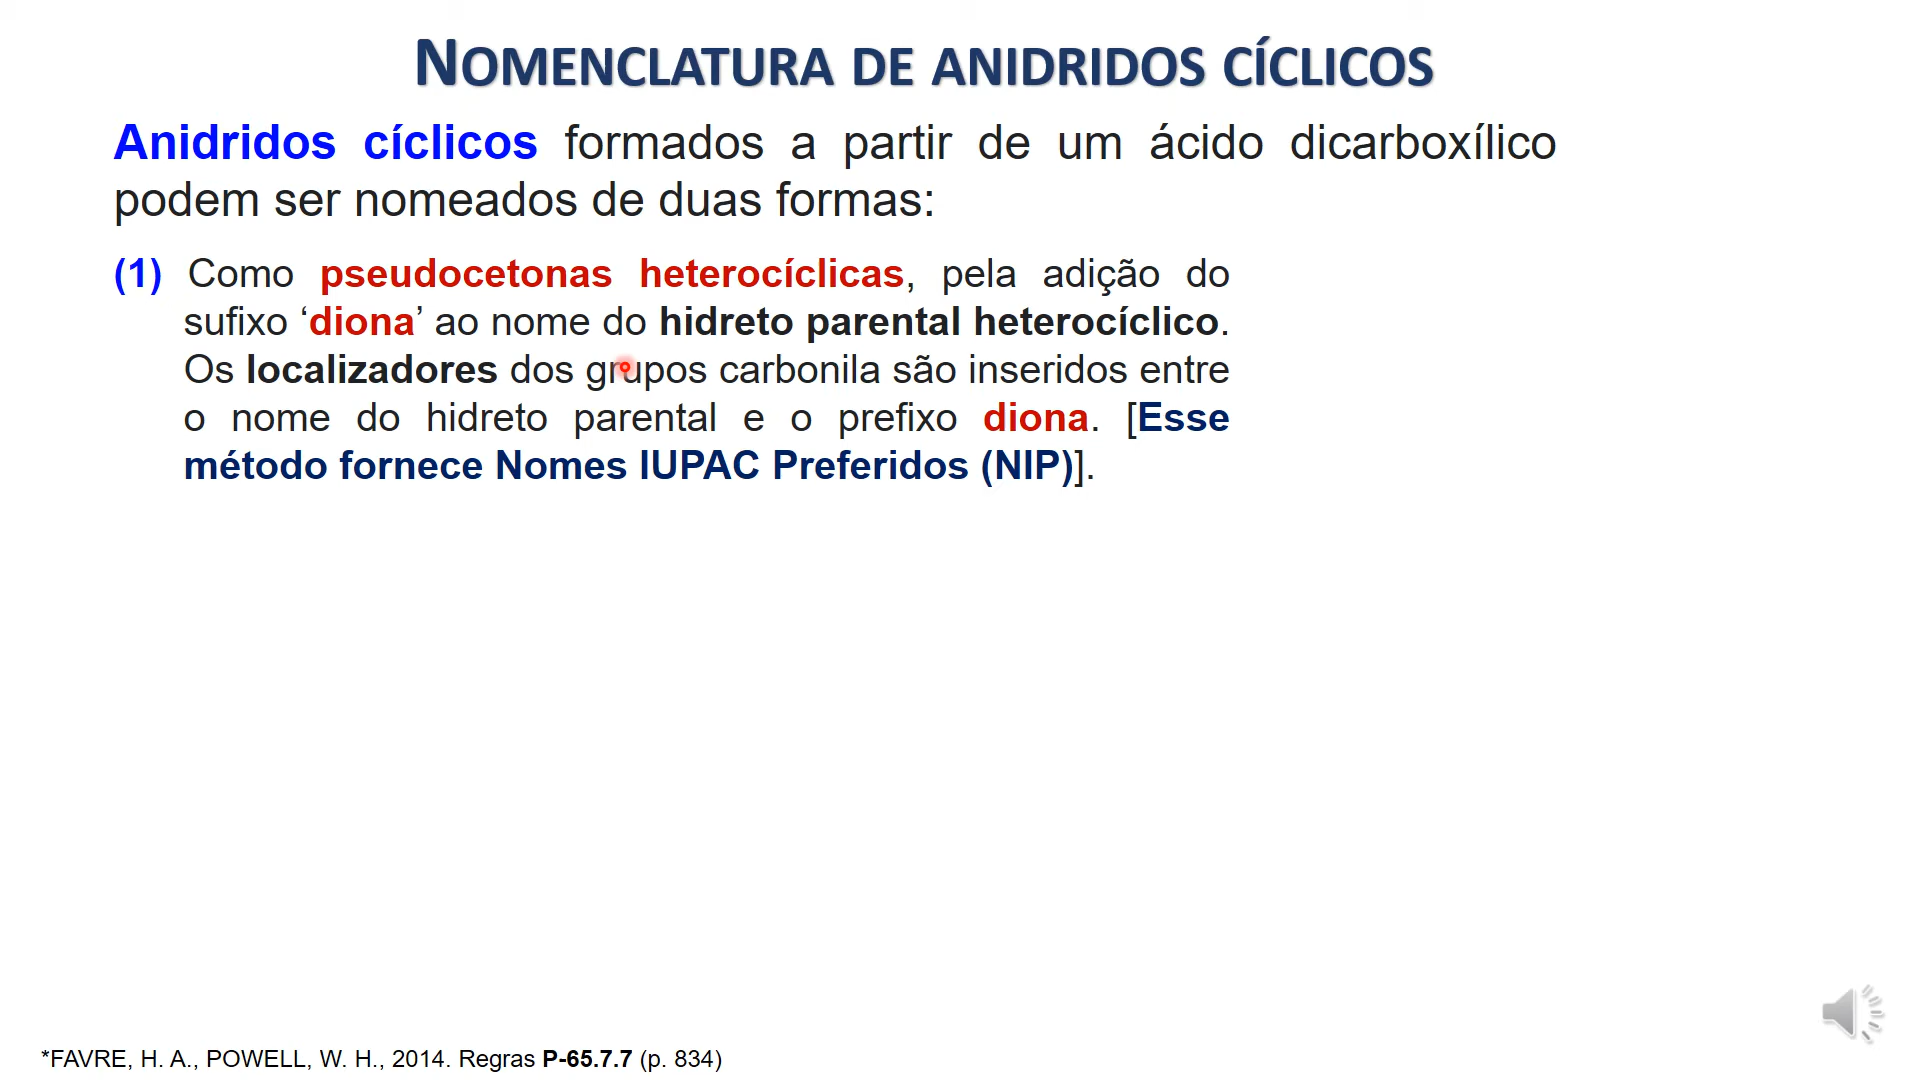 NOMENCLATURA DE ANIDRIDOS CÍCLICOS
Anidridos cíclicos formados a partir de um ácido dicarboxílico
podem ser nomeados de duas formas:
(1) Como pseudocetonas heterocíclicas, pela adição do
sufixo ‘diona’ ao nome do hidreto parental heterocíclico.
Os localizadores dos grupos carbonila são inseridos entre
o nome do hidreto parental e o prefixo diona. [Esse
método fornece Nomes IUPAC Preferidos (NIP)].
*FAVRE, H. A., POWELL, W. H., 2014. Regras P-65.7.7 (p. 834)